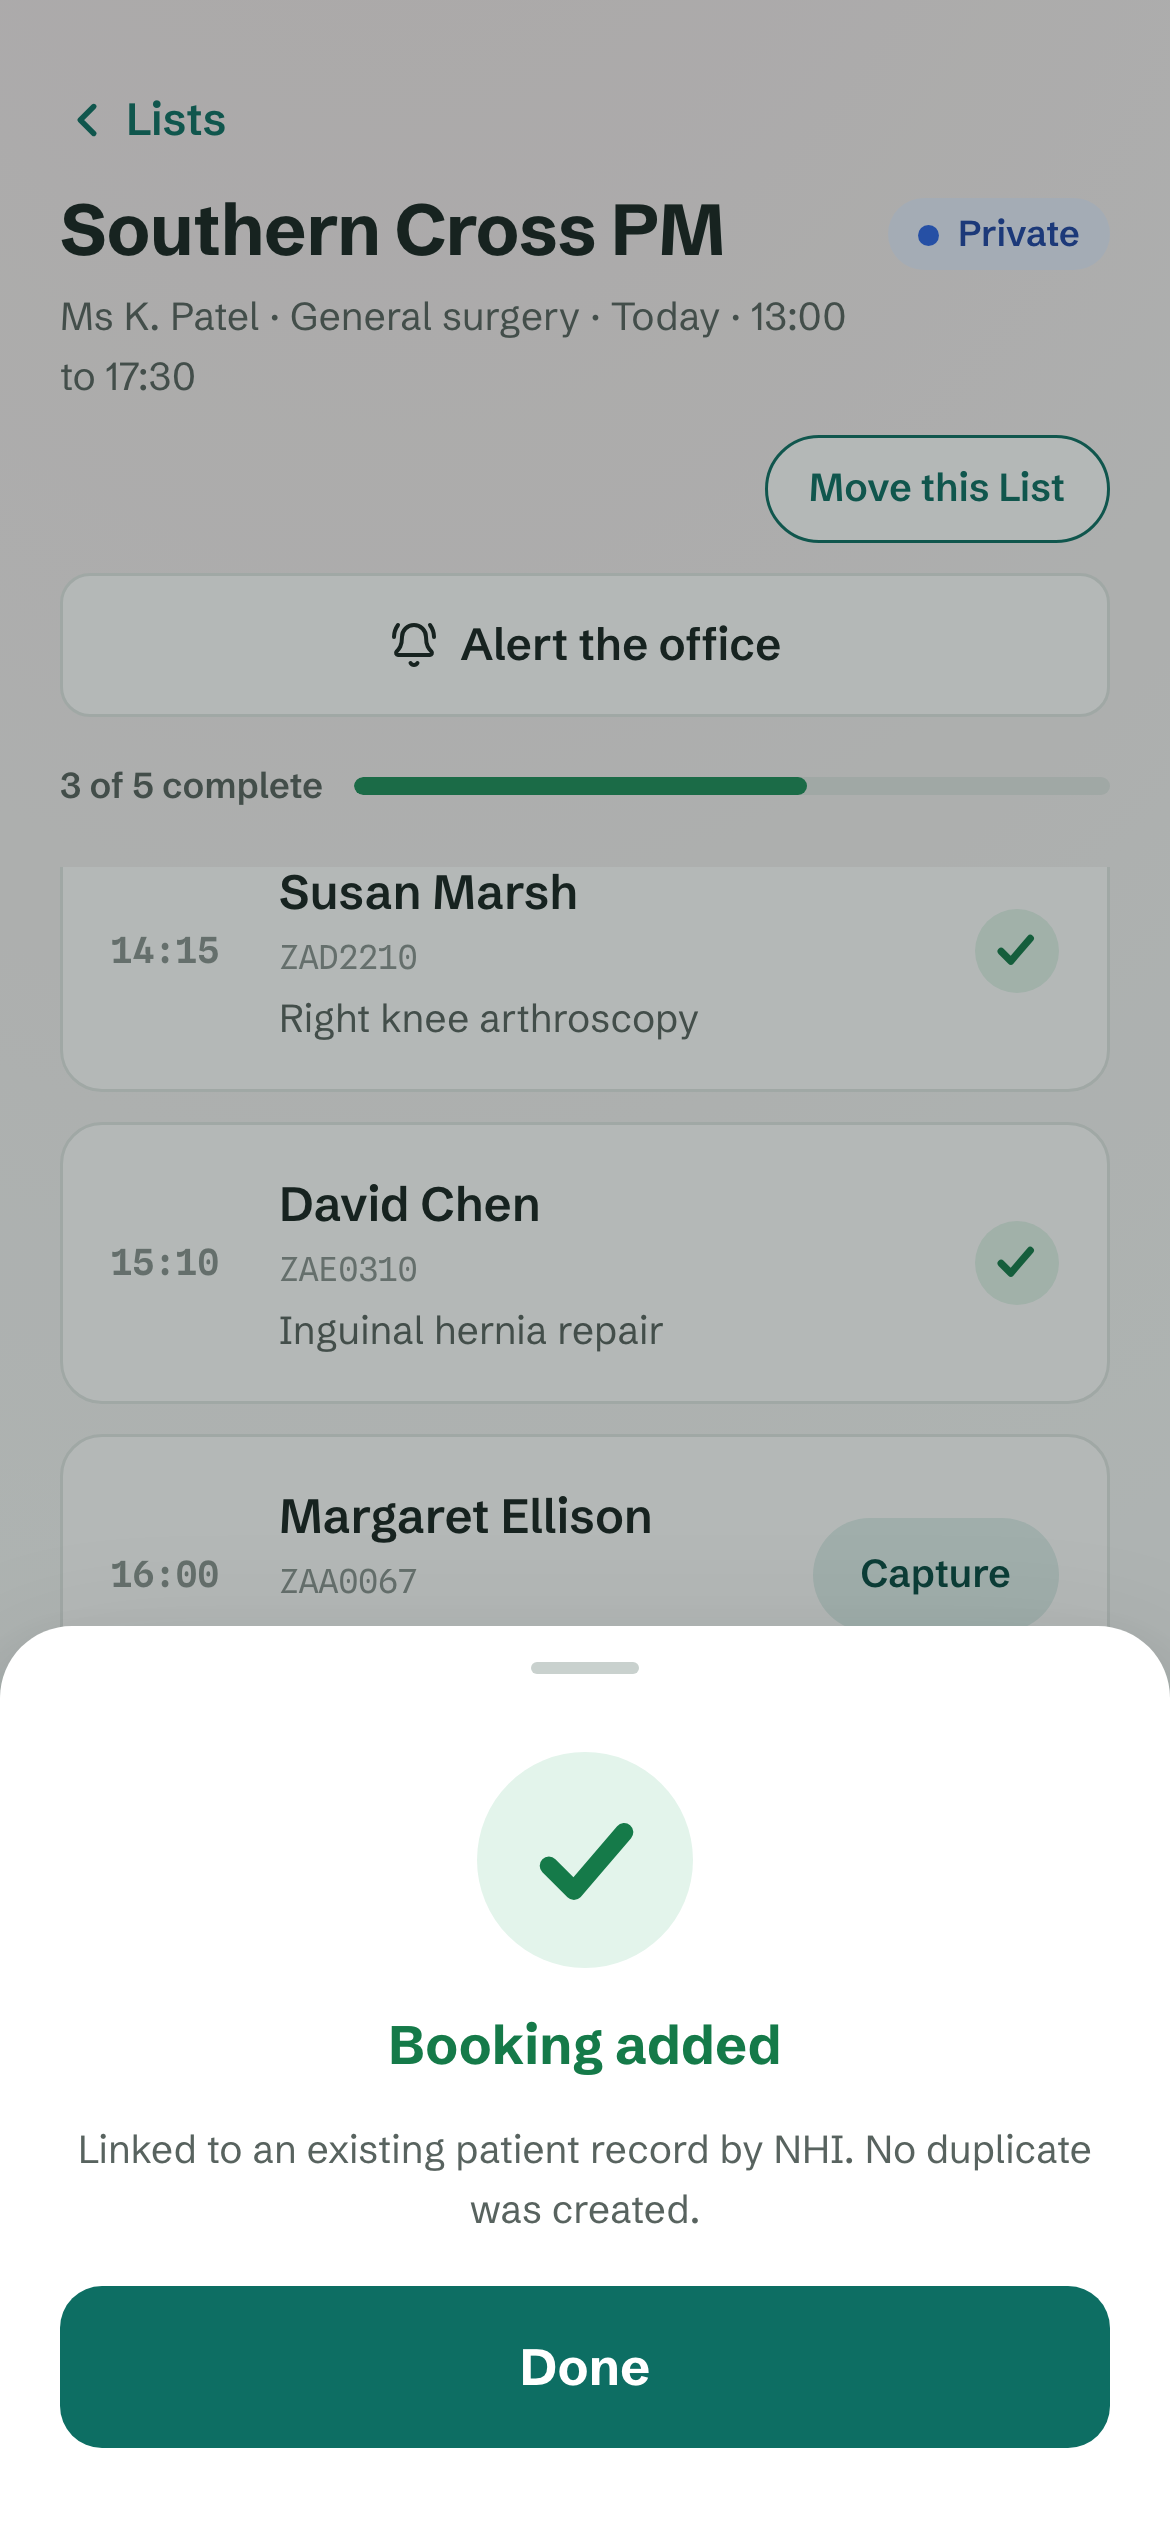 Lists
Southern Cross PM
Private
Ms K. Patel · General surgery · Today · 13:00
to 17:30
Move this List
Alert the office
3 of 5 complete
Susan Marsh
14:15
ZAD2210
Right knee arthroscopy
David Chen
15:10
ZAE0310
Inguinal hernia repair
Margaret Ellison
16:00
ZAA0067
Capture
Booking added
Linked to an existing patient record by NHI. No duplicate
was created.
Done